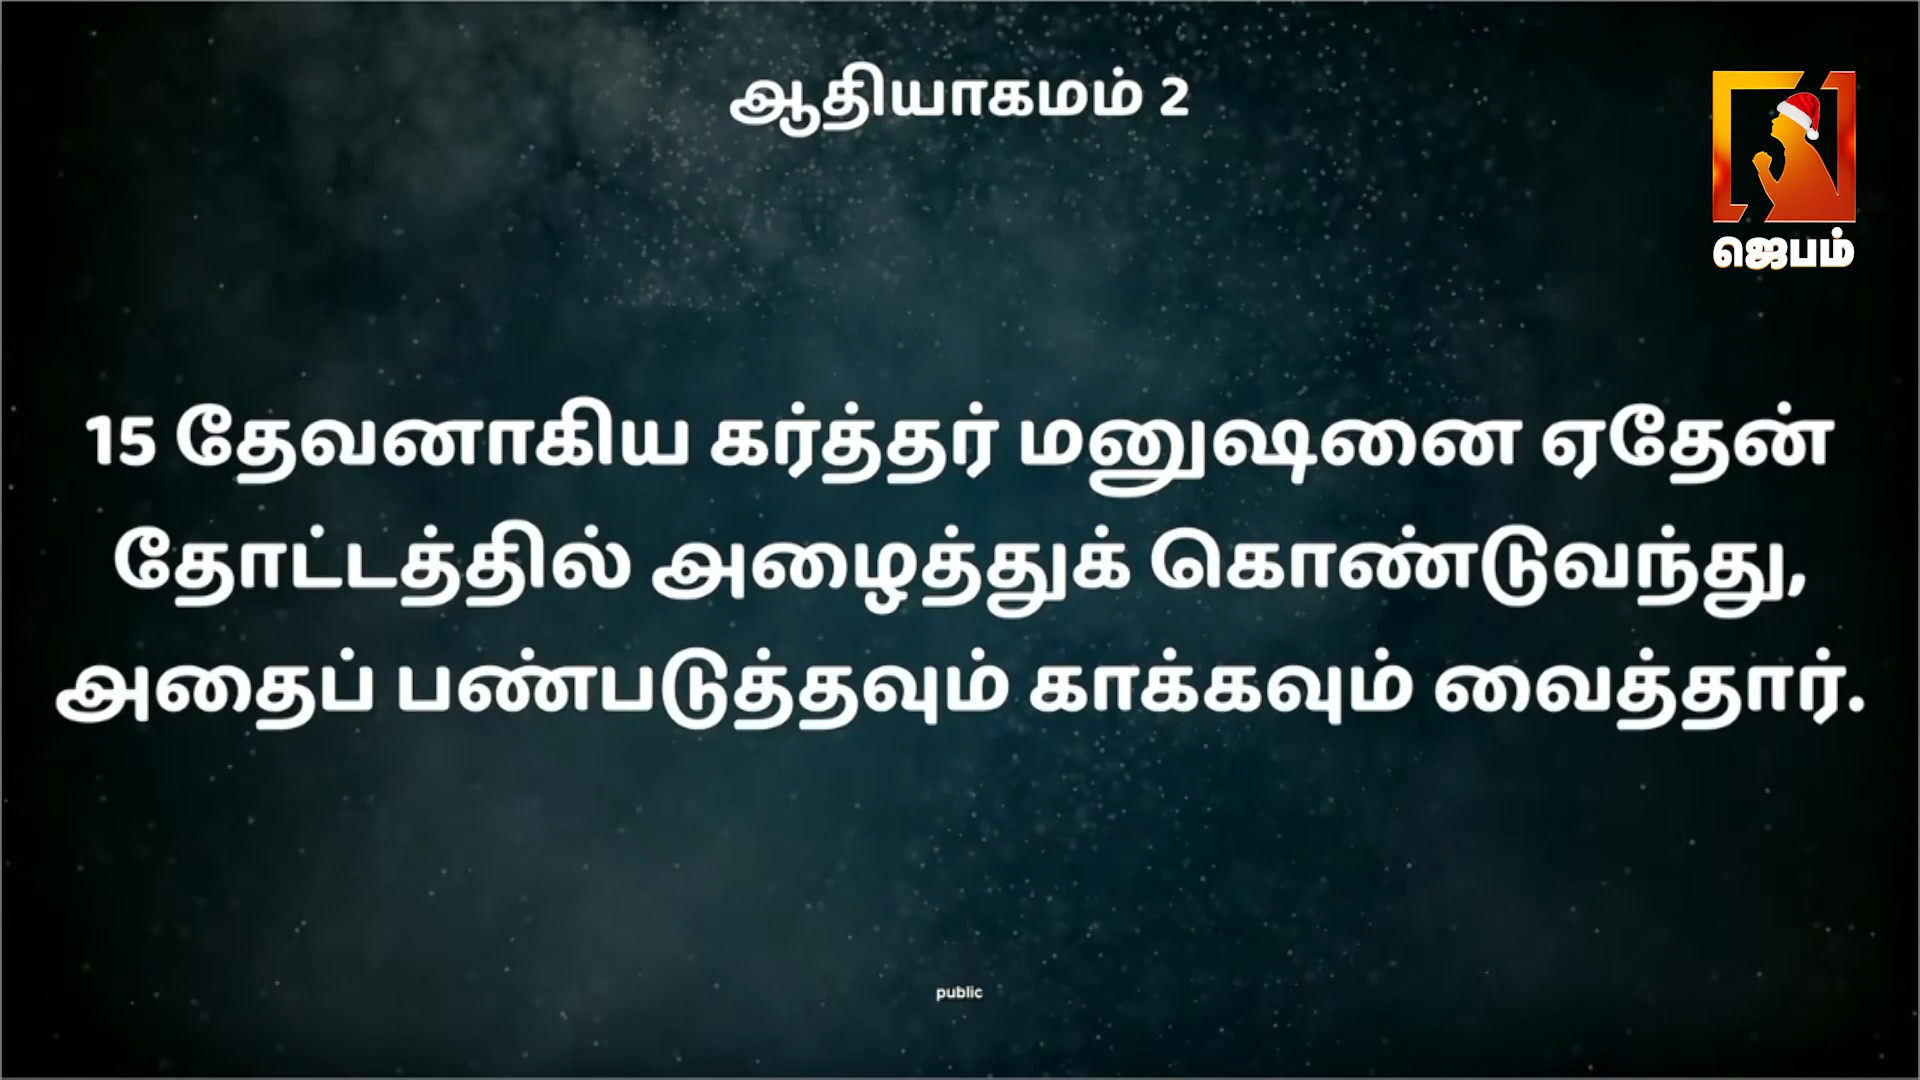 ஆதியாகமம் 2
ஜெபம்
15 தேவனாகிய கர்த்தர் மனுஷனை ஏதேன்
தோட்டத்தில் அழைத்துக் கொண்டுவந்து,
அதைப் பண்படுத்தவும் காக்கவும் வைத்தார்.
public